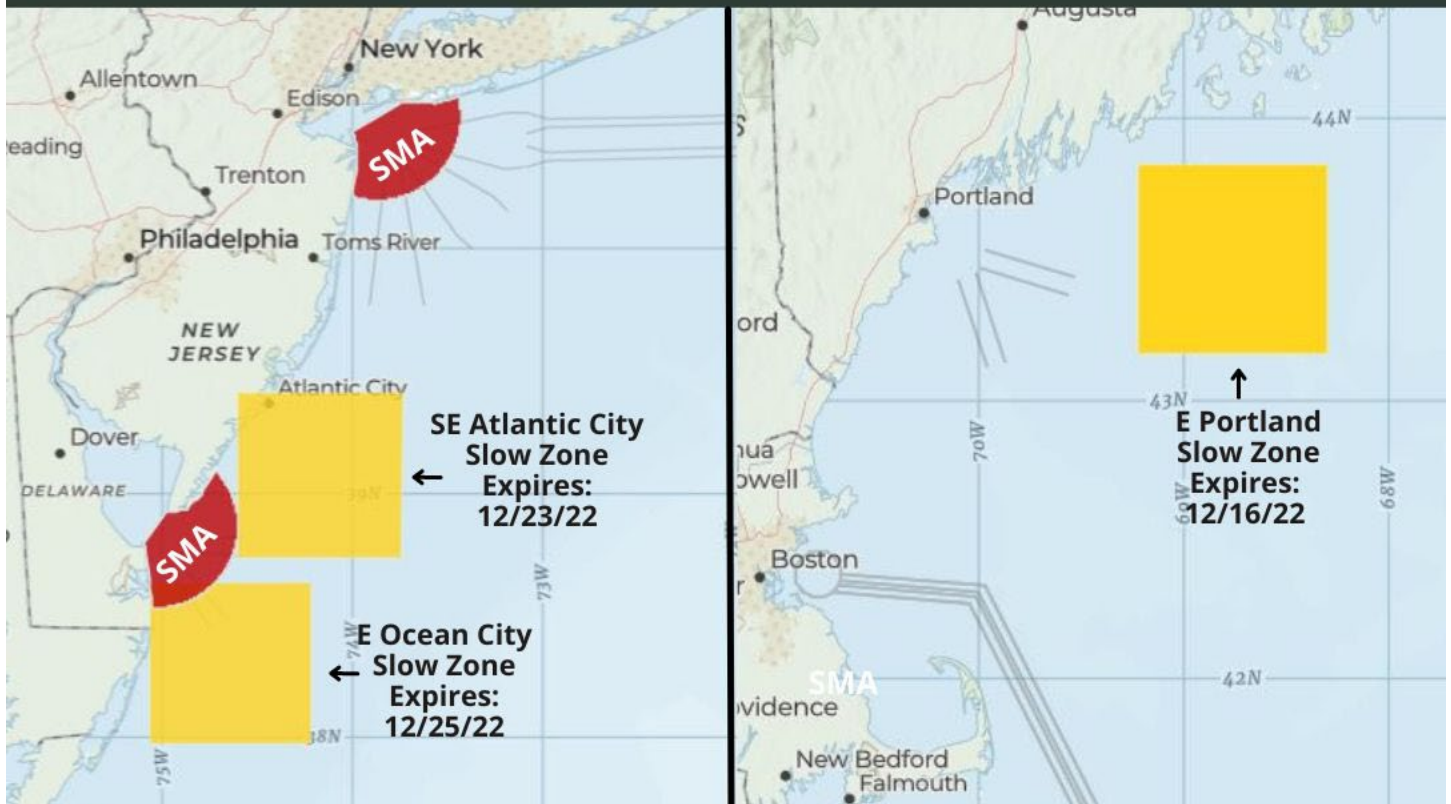 New York
Allentown
Edison
eading
SMA
Trenton
Philadelphia
Toms River
NEW
JERSEY
Atlantic City
SE Atlantic City
Slow Zone
Expires:
12/23/22
Dover
DELAWARE
39N
SMA
73W
74W
E Ocean City
Slow Zone
Expires:
12/25/22
38N
75W
Augusta
44N
S
Portland
ord
43N
E Portland
Slow Zone
Expires:
12/16/22
70W
69W
68W
ua
owell
Boston
r
SMA
42N
vidence
New Bedford
Falmouth